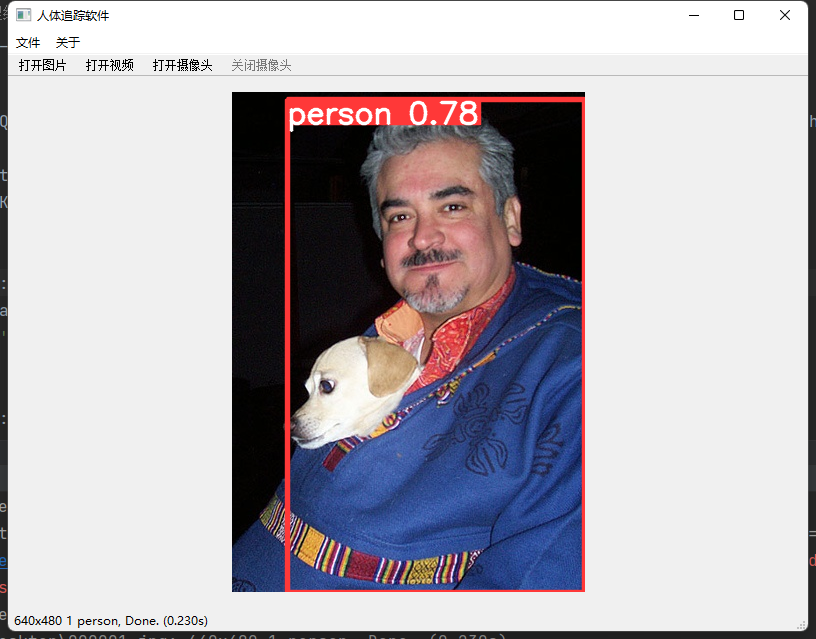 人体追踪软件
文件 关于
打开图片 打开视频 打开摄像头 关闭摄像头
person 0.78
640x480 1 person, Done. (0.230s)